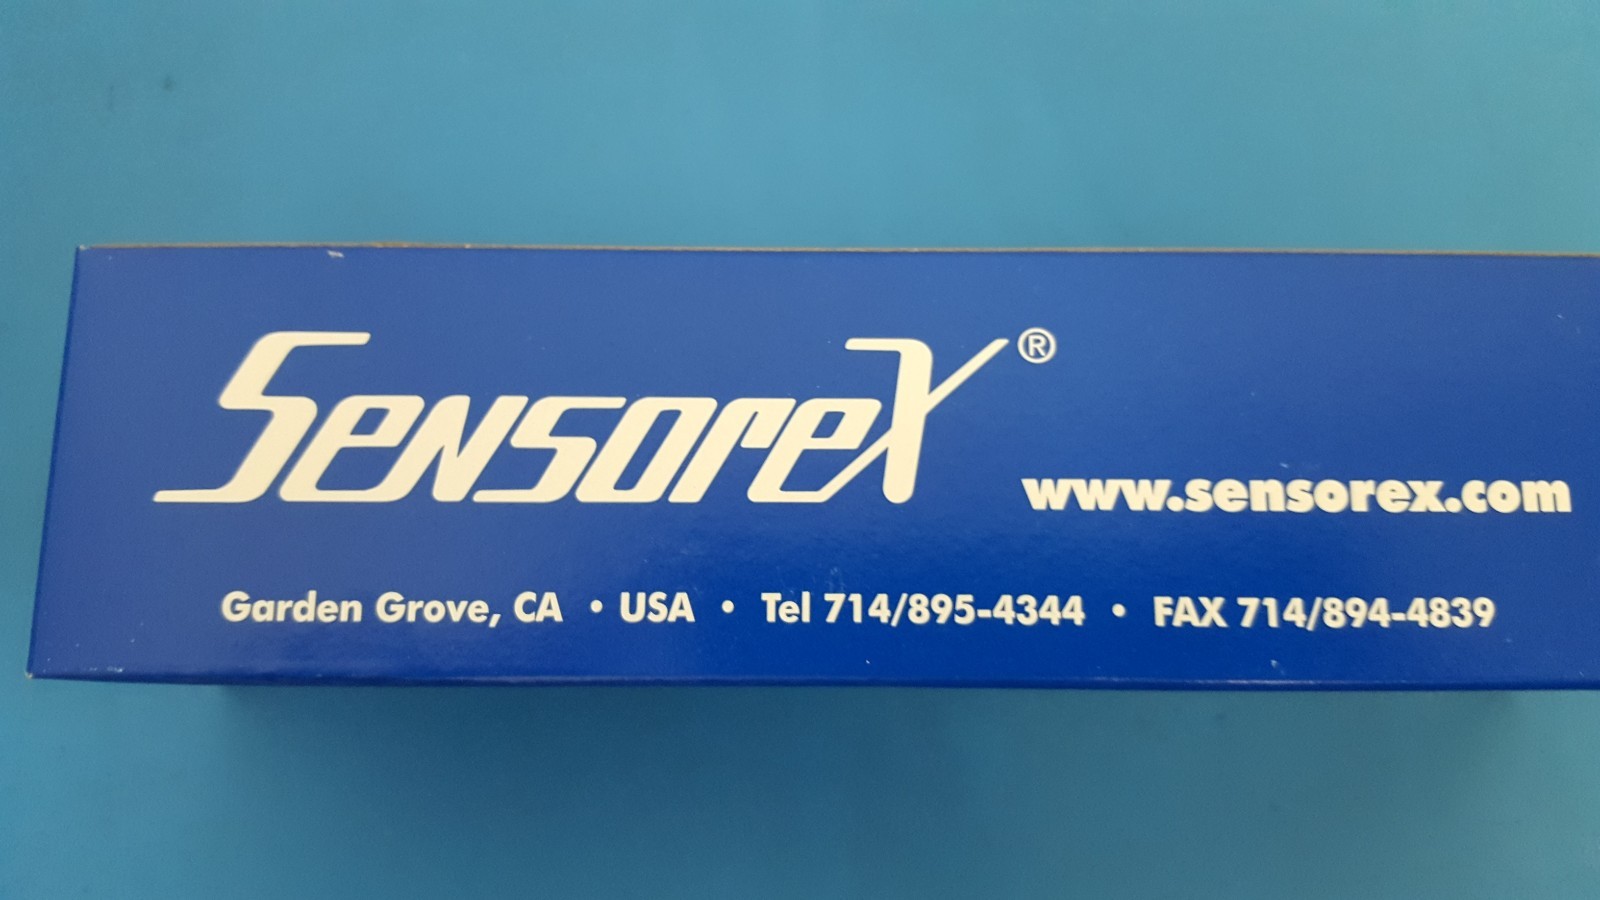 SensoreX®
www.sensorex.com
Garden Grove, CA • USA • Tel 714/895-4344 • FAX 714/894-4839